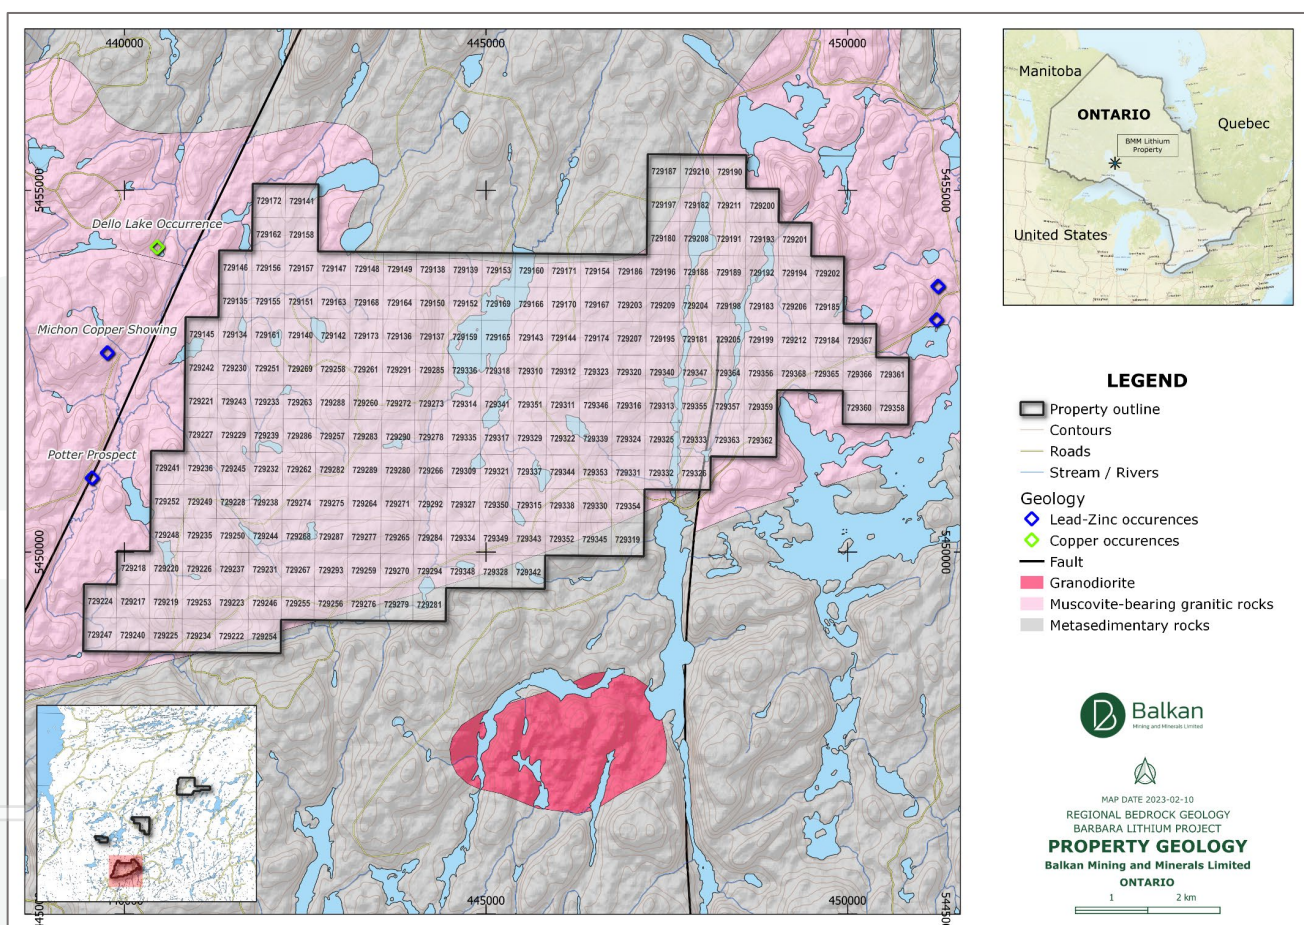 440000 445000 450000
5455000 5455000
729187 729210 729190
729172 729141 729197 729182 729211 729200
Dello Lake Occurrence
729162 729158 729180 729208 729191 729193 729201
729146 729156 729157 729147 729148 729149 729138 729139 729153 729160 729171 729154 729186 729196 729188 729189 729192 729194 729202
729135 729155 729151 729163 729168 729164 729150 729152 729169 729166 729170 729167 729203 729209 729204 729198 729183 729206 729185
Michon Copper Showing
729145 729134 729161 729140 729142 729173 729136 729137 729159 729165 729143 729144 729174 729207 729195 729181 729205 729199 729212 729184 729367
729242 729230 729251 729269 729258 729261 729291 729285 729336 729318 729310 729312 729323 729320 729340 729347 729364 729356 729368 729365 729366 729361
729221 729243 729233 729263 729288 729260 729272 729273 729314 729341 729351 729311 729346 729316 729313 729355 729357 729359 729360 729358
729227 729229 729239 729286 729257 729283 729290 729278 729335 729317 729329 729322 729339 729324 729325 729333 729363 729362
Potter Prospect
729241 729236 729245 729232 729262 729282 729289 729280 729266 729309 729321 729337 729344 729353 729331 729332 729326
729252 729249 729228 729238 729274 729275 729264 729271 729292 729327 729350 729315 729338 729330 729354
729248 729235 729250 729244 729268 729287 729277 729265 729284 729334 729349 729343 729352 729345 729319
5450000 5450000
729218 729220 729226 729237 729231 729267 729293 729259 729270 729294 729348 729328 729342
729224 729217 729219 729253 729223 729246 729255 729256 729276 729279 729281
729247 729240 729225 729234 729222 729254
445000 450000
Manitoba
ONTARIO
Quebec
BMM Lithium
Property
United States
LEGEND
Property outline
Contours
Roads
Stream / Rivers
Geology
Lead-Zinc occurences
Copper occurences
Fault
Granodiorite
Muscovite-bearing granitic rocks
Metasedimentary rocks
Balkan
Mining and Minerals Limited
MAP DATE 2023-02-10
REGIONAL BEDROCK GEOLOGY
BARBARA LITHIUM PROJECT
PROPERTY GEOLOGY
Balkan Mining and Minerals Limited
ONTARIO
1 2 km